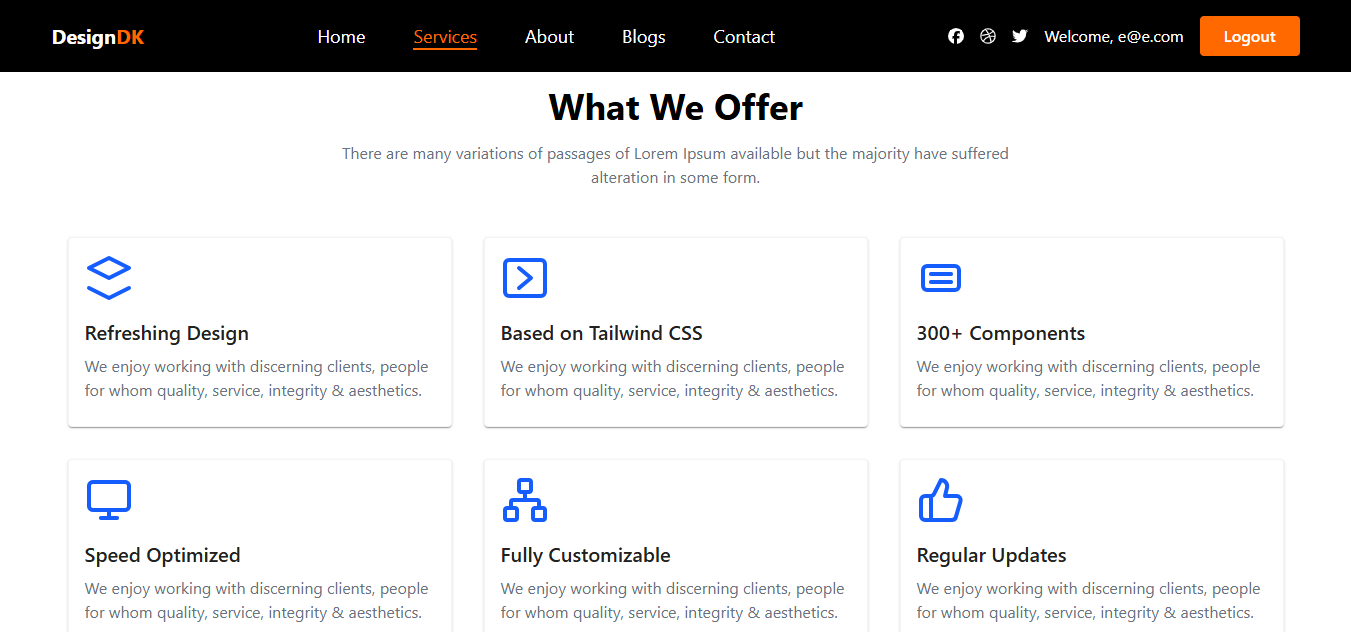 DesignDK Home Services About Blogs Contact Welcome, e@e.com Logout
What We Offer
There are many variations of passages of Lorem Ipsum available but the majority have suffered
alteration in some form.
Refreshing Design
We enjoy working with discerning clients, people
for whom quality, service, integrity & aesthetics.
Based on Tailwind CSS
We enjoy working with discerning clients, people
for whom quality, service, integrity & aesthetics.
300+ Components
We enjoy working with discerning clients, people
for whom quality, service, integrity & aesthetics.
Speed Optimized
We enjoy working with discerning clients, people
for whom quality, service, integrity & aesthetics.
Fully Customizable
We enjoy working with discerning clients, people
for whom quality, service, integrity & aesthetics.
Regular Updates
We enjoy working with discerning clients, people
for whom quality, service, integrity & aesthetics.